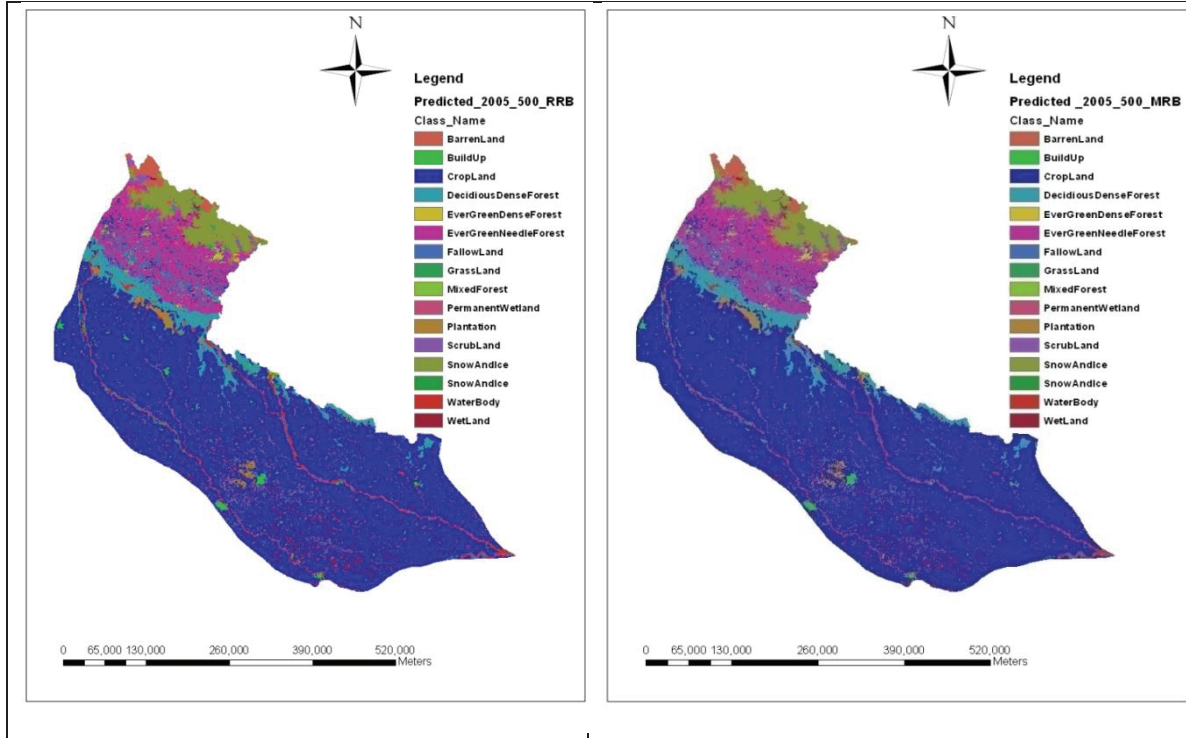 N
Legend
Predicted_2005_500_RRB
Class_Name
BarrenLand
BuildUp
CropLand
DecidiousDenseForest
EverGreenDenseForest
EverGreenNeedleForest
FallowLand
GrassLand
MixedForest
PermanentWetland
Plantation
ScrubLand
SnowAndIce
SnowAndIce
WaterBody
WetLand
0 65,000 130,000 260,000 390,000 520,000
Meters
N
Legend
Predicted _2005_500_MRB
Class_Name
BarrenLand
BuildUp
CropLand
DecidiousDenseForest
EverGreenDenseForest
EverGreenNeedleForest
FallowLand
GrassLand
MixedForest
PermanentWetland
Plantation
ScrubLand
SnowAndIce
SnowAndIce
WaterBody
WetLand
0 65,000 130,000 260,000 390,000 520,000
Meters